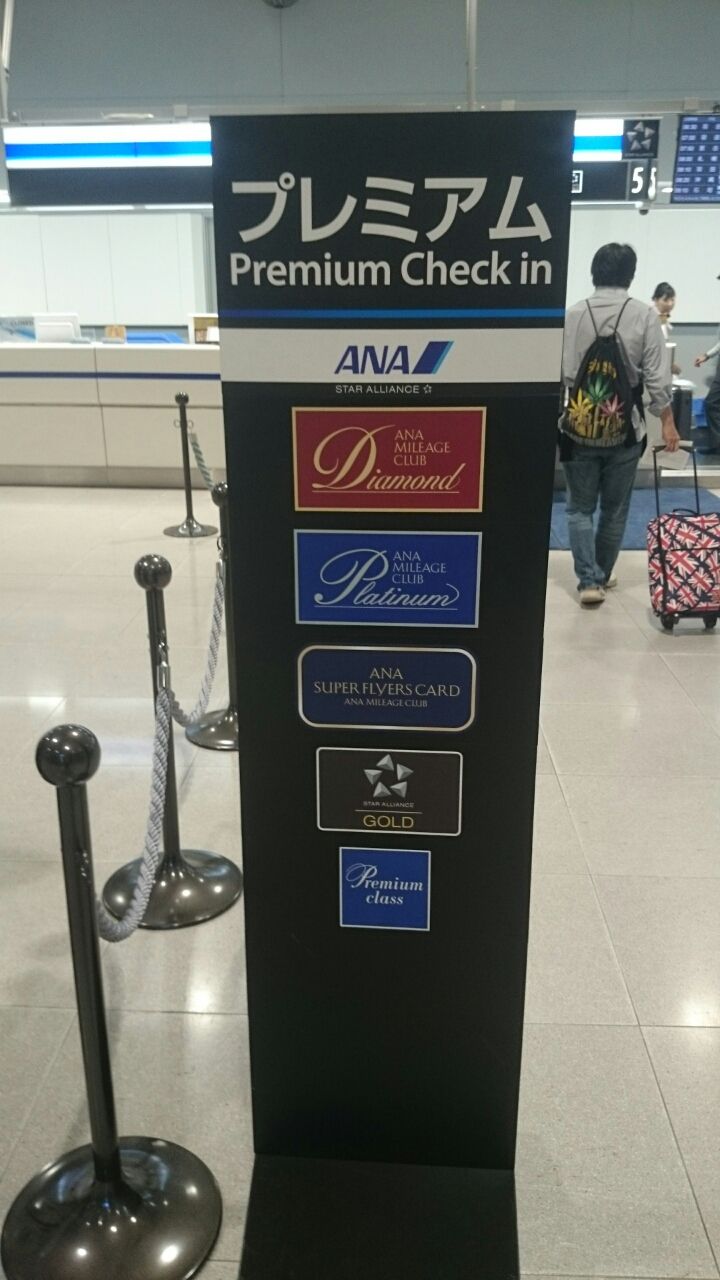 プレミアム
Premium Check in
ANA
STAR ALLIANCE
ANA
MILEAGE
CLUB
Diamond
ANA
MILEAGE
CLUB
Platinum
ANA
SUPER FLYERS CARD
ANA MILEAGE CLUB
STAR ALLIANCE
GOLD
Premium
class
5